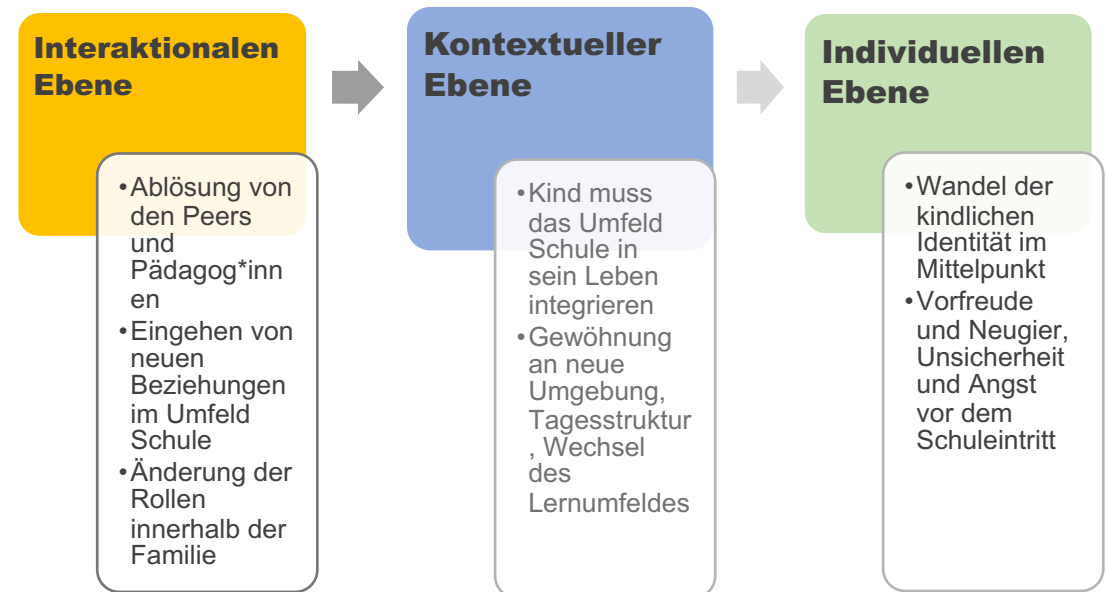 Interaktionalen
Ebene
•Ablösung von
den Peers
und
Pädagog*inn
en
•Eingehen von
neuen
Beziehungen
im Umfeld
Schule
•Änderung der
Rollen
innerhalb der
Familie
Kontextueller
Ebene
•Kind muss
das Umfeld
Schule in
sein Leben
integrieren
•Gewöhnung
an neue
Umgebung,
Tagesstruktur
, Wechsel
des
Lernumfeldes
Individuellen
Ebene
•Wandel der
kindlichen
Identität im
Mittelpunkt
•Vorfreude
und Neugier,
Unsicherheit
und Angst
vor dem
Schuleintritt